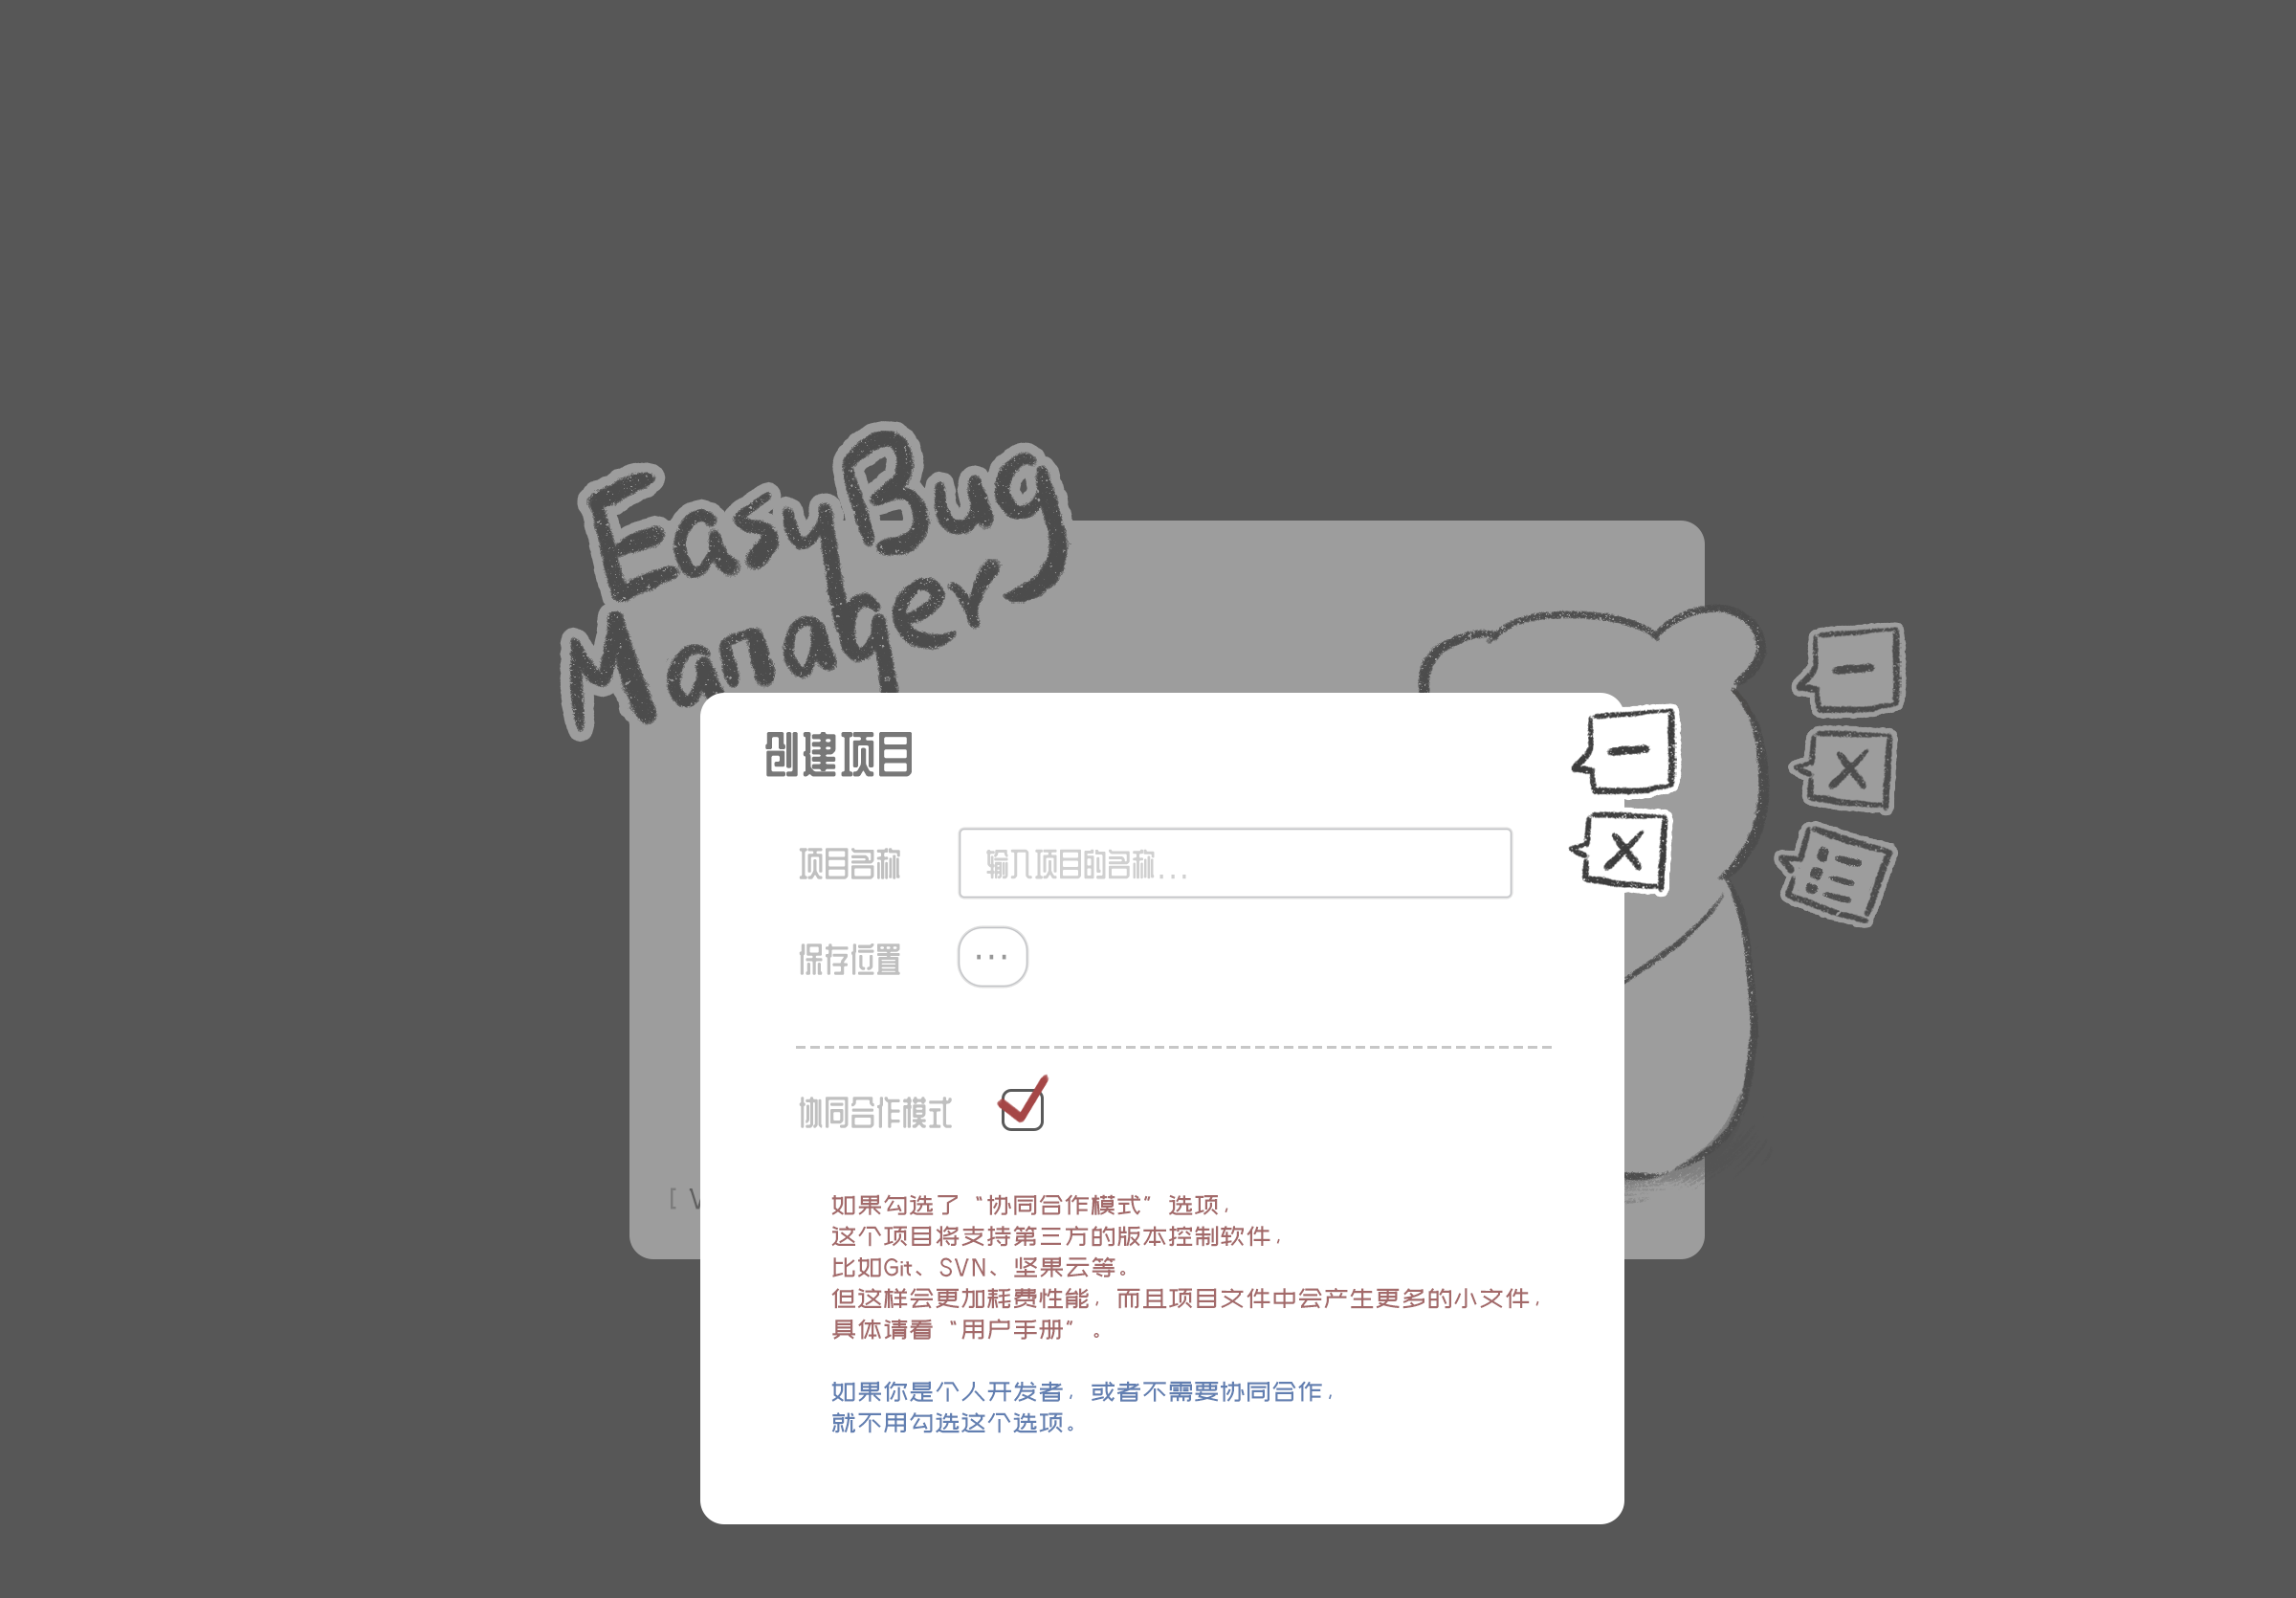 EasyBug
Manager
创建项目
项目名称
输入项目的名称...
保存位置
...
协同合作模式
[ V
如果勾选了“协同合作模式”选项，
这个项目将支持第三方的版本控制软件，
比如Git、SVN、坚果云等。
但这样会更加耗费性能，而且项目文件中会产生更多的小文件，
具体请看“用户手册”。
如果你是个人开发者，或者不需要协同合作，
就不用勾选这个选项。